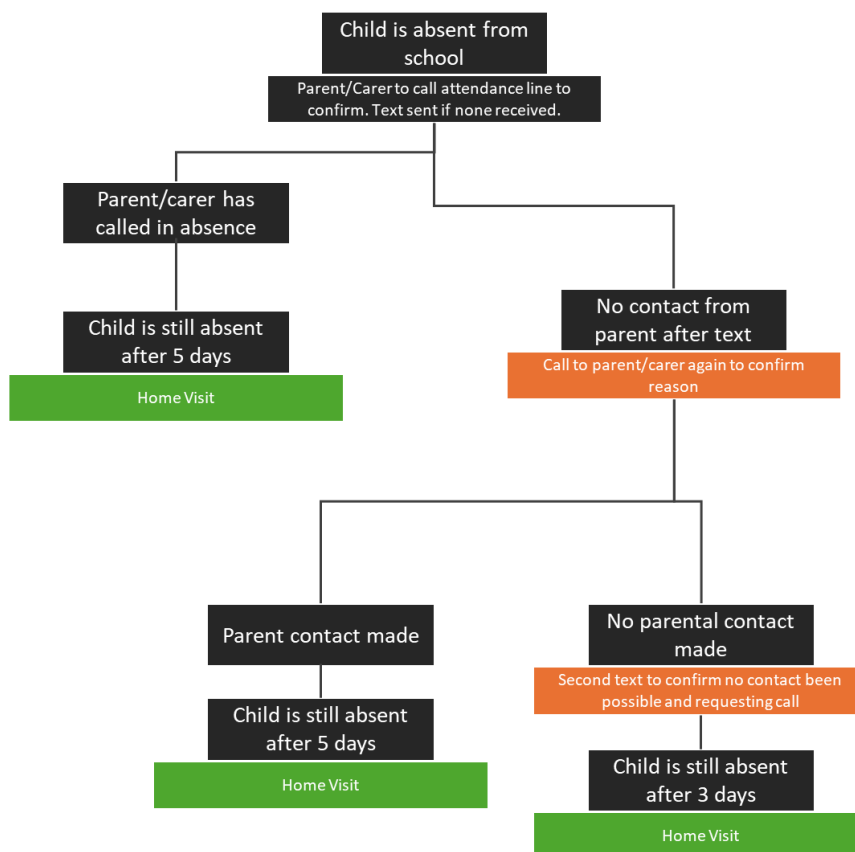 Child is absent from
school
Parent/Carer to call attendance line to
confirm. Text sent if none received.
Parent/carer has
called in absence
Child is still absent
after 5 days
Home Visit
No contact from
parent after text
Call to parent/carer again to confirm
reason
Parent contact made
Child is still absent
after 5 days
Home Visit
No parental contact
made
Second text to confirm no contact been
possible and requesting call
Child is still absent
after 3 days
Home Visit